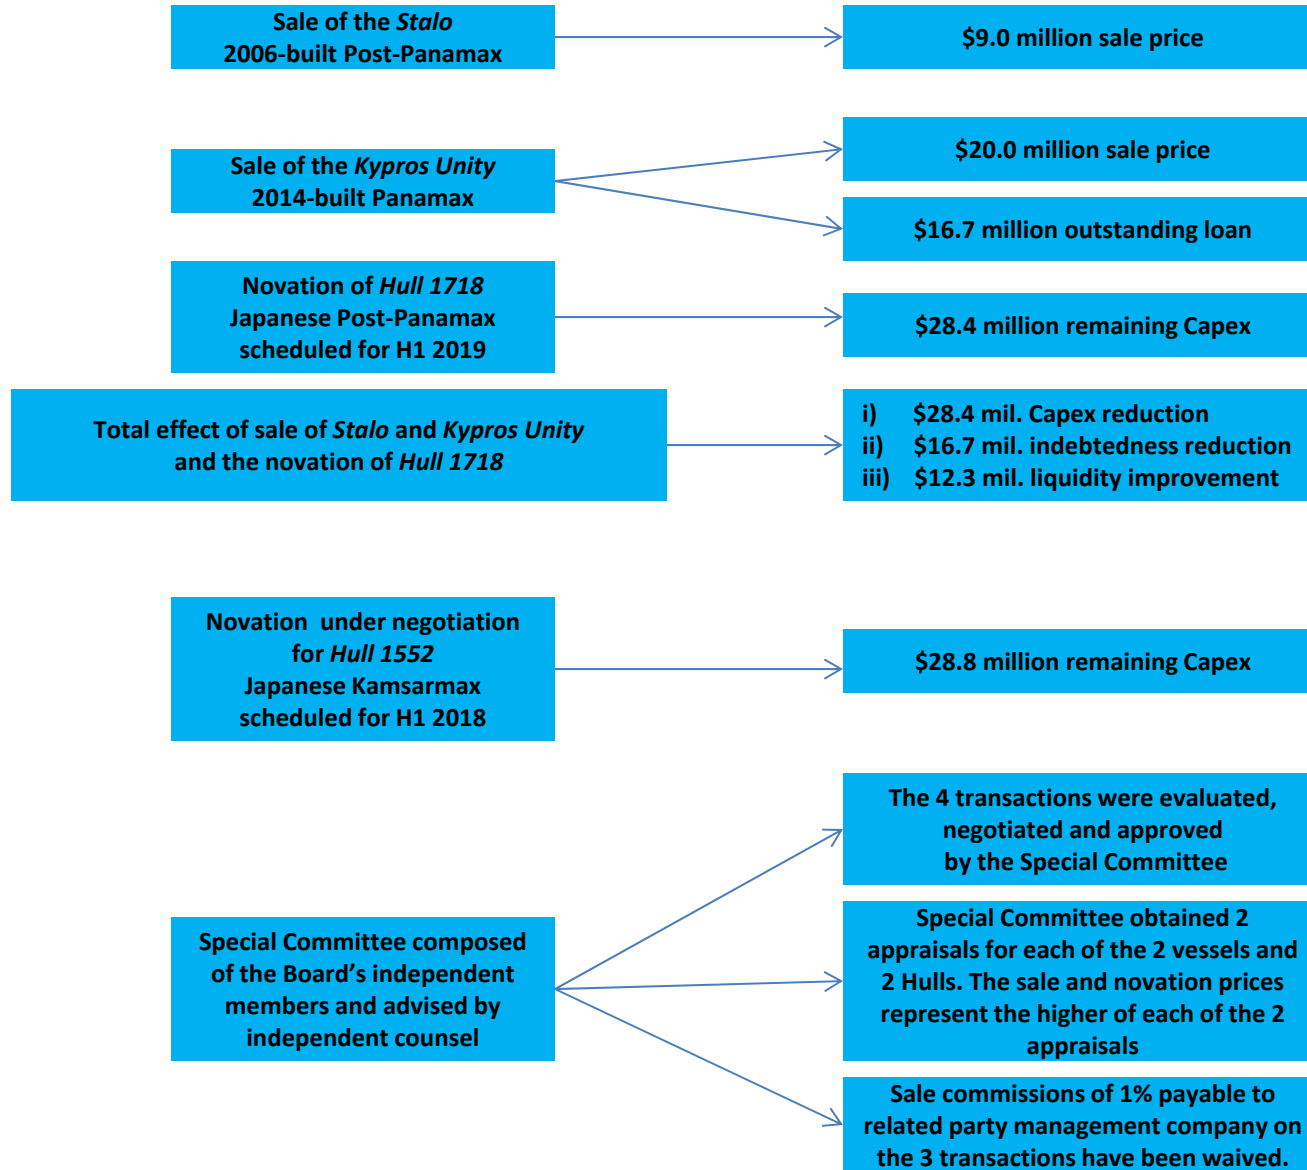 Sale of the Stalo
2006-built Post-Panamax
$9.0 million sale price
Sale of the Kypros Unity
2014-built Panamax
$20.0 million sale price
$16.7 million outstanding loan
Novation of Hull 1718
Japanese Post-Panamax
scheduled for H1 2019
$28.4 million remaining Capex
Total effect of sale of Stalo and Kypros Unity
and the novation of Hull 1718
i) $28.4 mil. Capex reduction
ii) $16.7 mil. indebtedness reduction
iii) $12.3 mil. liquidity improvement
Novation under negotiation
for Hull 1552
Japanese Kamsarmax
scheduled for H1 2018
$28.8 million remaining Capex
Special Committee composed
of the Board’s independent
members and advised by
independent counsel
The 4 transactions were evaluated,
negotiated and approved
by the Special Committee
Special Committee obtained 2
appraisals for each of the 2 vessels and
2 Hulls. The sale and novation prices
represent the higher of each of the 2
appraisals
Sale commissions of 1% payable to
related party management company on
the 3 transactions have been waived.